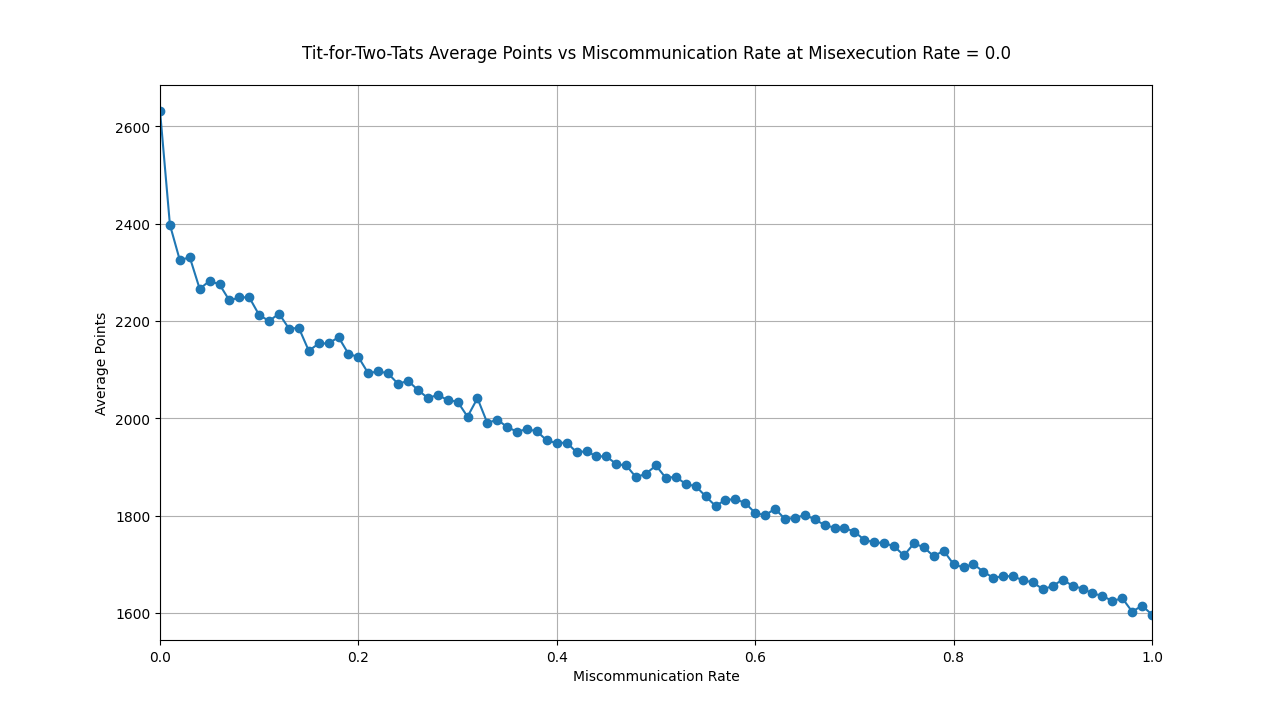 Tit-for-Two-Tats Average Points vs Miscommunication Rate at Misexecution Rate = 0.0
2600
2400
2200
2000
1800
1600
Average Points
0.0 0.2 0.4 0.6 0.8 1.0
Miscommunication Rate